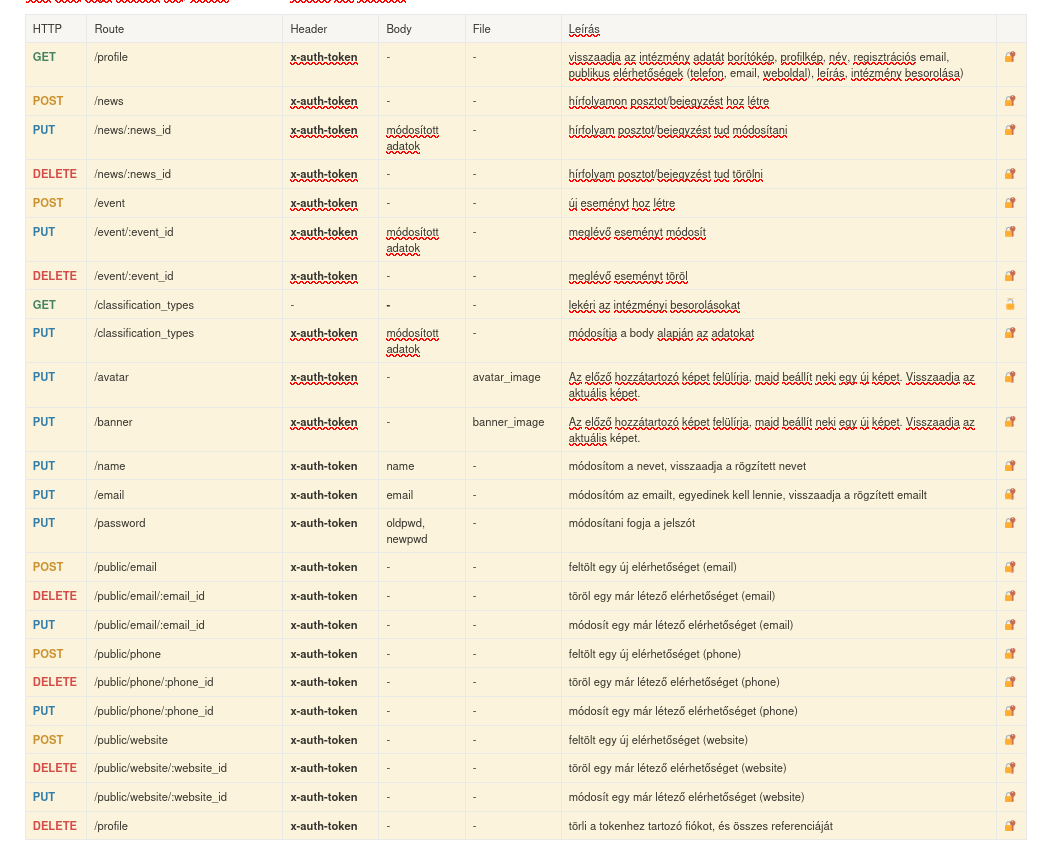 HTTP Route Header Body File Leírás
GET /profile x-auth-token - - visszaadja az intézmény adatát borítókép, profilkép, név, regisztrációs email,
publikus elérhetőségek (telefon, email, weboldal), leírás, intézmény besorolása)
POST /news x-auth-token - - hírfolyamon posztot/bejegyzést hoz létre
PUT /news/:news_id x-auth-token módósított - hírfolyam posztot/bejegyzést tud módosítani
adatok
DELETE /news/:news_id x-auth-token - - hírfolyam posztot/bejegyzést tud törölni
POST /event x-auth-token - - új eseményt hoz létre
PUT /event/:event_id x-auth-token módósított - meglévő eseményt módosít
adatok
DELETE /event/:event_id x-auth-token - - meglévő eseményt töröl
GET /classification_types - - - lekéri az intézményi besorolásokat
PUT /classification_types x-auth-token módósított - módósítja a body alapján az adatokat
adatok
PUT /avatar x-auth-token - avatar_image Az előző hozzátartozó képet felülírja, majd beállít neki egy új képet. Visszaadja az
aktuális képet.
PUT /banner x-auth-token - banner_image Az előző hozzátartozó képet felülírja, majd beállít neki egy új képet. Visszaadja az
aktuális képet.
PUT /name x-auth-token name - módósítom a nevet, visszaadja a rögzített nevet
PUT /email x-auth-token email - módósítóm az emailt, egyedinek kell lennie, visszaadja a rögzített emailt
PUT /password x-auth-token oldpwd, - módósítani fogja a jelszót
newpwd
POST /public/email x-auth-token - - feltölt egy új elérhetőséget (email)
DELETE /public/email/:email_id x-auth-token - - töröl egy már létező elérhetőséget (email)
PUT /public/email/:email_id x-auth-token - - módosít egy már létező elérhetőséget (email)
POST /public/phone x-auth-token - - feltölt egy új elérhetőséget (phone)
DELETE /public/phone/:phone_id x-auth-token - - töröl egy már létező elérhetőséget (phone)
PUT /public/phone/:phone_id x-auth-token - - módosít egy már létező elérhetőséget (phone)
POST /public/website x-auth-token - - feltölt egy új elérhetőséget (website)
DELETE /public/website/:website_id x-auth-token - - töröl egy már létező elérhetőséget (website)
PUT /public/website/:website_id x-auth-token - - módosít egy már létező elérhetőséget (website)
DELETE /profile x-auth-token - - törli a tokenhez tartozó fiókot, és összes referenciáját